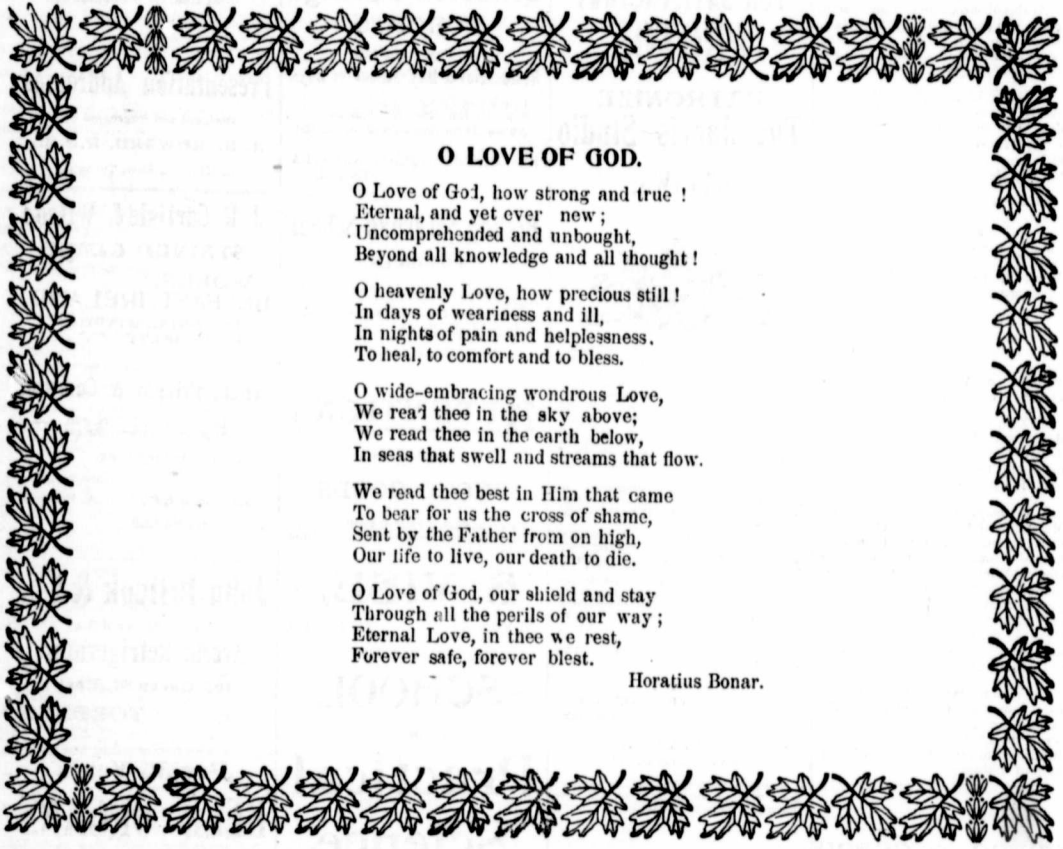 O LOVE OF GOD.
O Love of God, how strong and true !
Eternal, and yet ever new ;
Uncomprehended and unbought,
Beyond all knowledge and all thought !
O heavenly Love, how precious still !
In days of weariness and ill,
In nights of pain and helplessness.
To heal, to comfort and to bless.
O wide-embracing wondrous Love,
We read thee in the sky above;
We read thee in the earth below,
In seas that swell and streams that flow.
We read thee best in Him that came
To bear for us the cross of shame,
Sent by the Father from on high,
Our life to live, our death to die.
O Love of God, our shield and stay
Through all the perils of our way ;
Eternal Love, in thee we rest,
Forever safe, forever blest.
Horatius Bonar.